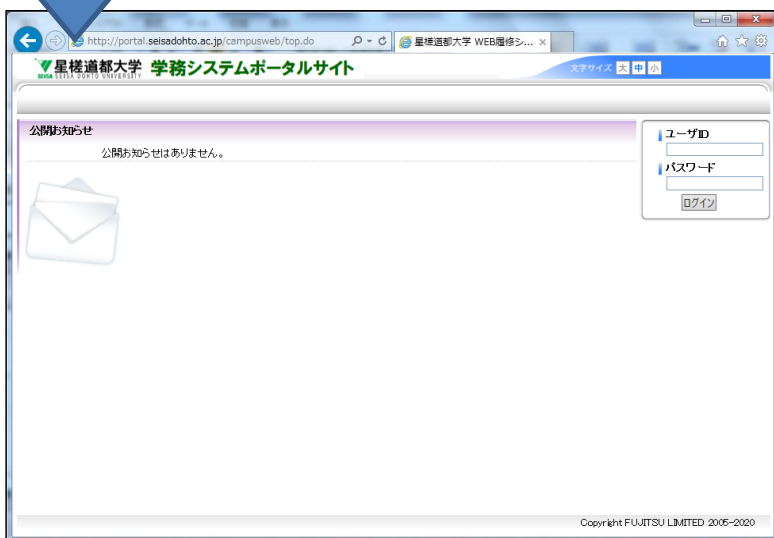 http://portal.seisadohto.ac.jp/campusweb/top.do
星槎道都大学 WEB履修シ...
星槎道都大学 学務システムポータルサイト
SEISA DOHTO UNIVERSITY
文字サイズ 大 中 小
公開お知らせ
公開お知らせはありません。
ユーザID
パスワード
ログイン
Copyright FUJITSU LIMITED 2005-2020